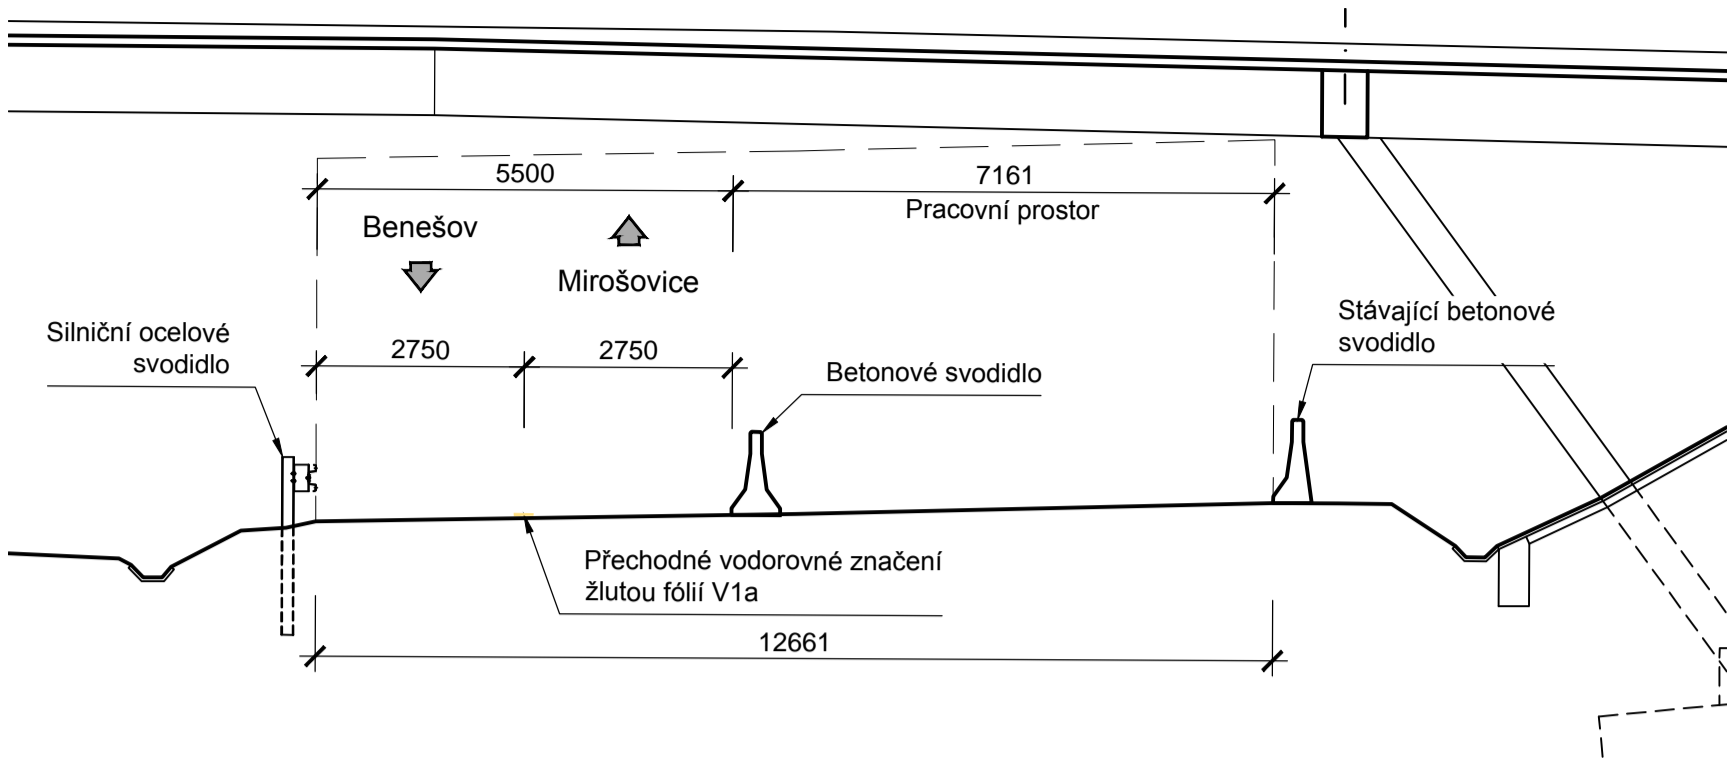 5500
7161
Pracovní prostor
Benešov
Mirošovice
Silniční ocelové
svodidlo
2750
2750
Betonové svodidlo
Stávající betonové
svodidlo
Přechodné vodorovné značení
žlutou fólií V1a
12661